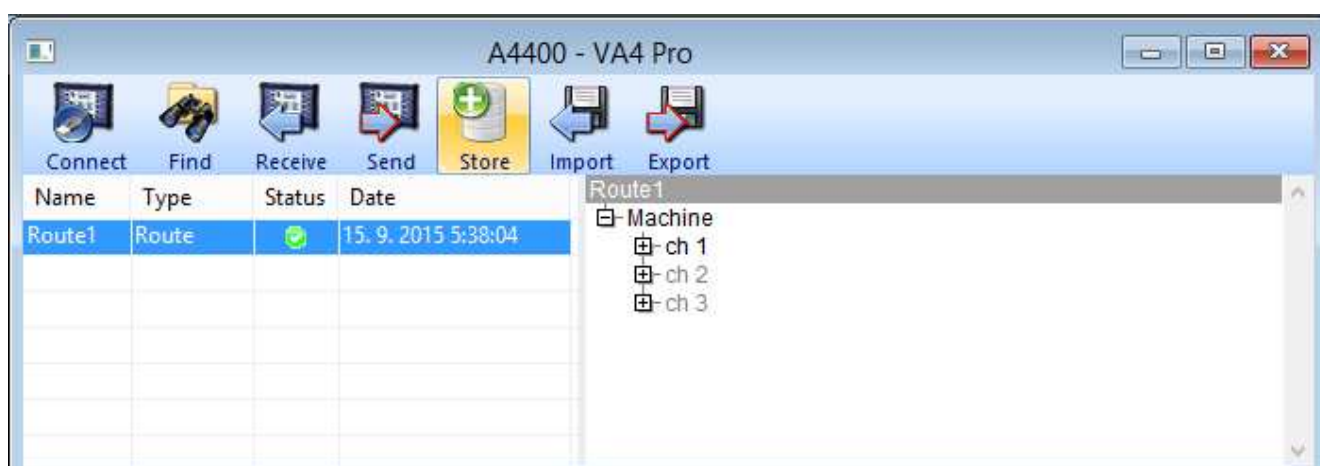 A4400 - VA4 Pro
Connect Find Receive Send Store Import Export
Name Type Status Date
Route1 Route 15. 9. 2015 5:38:04
Route1
Machine
ch 1
ch 2
ch 3